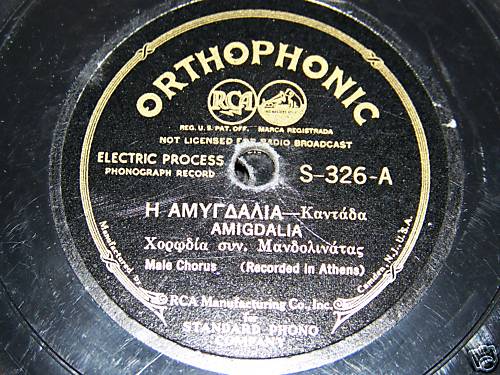 ORTHOPHONIC
RCA
REG. U.S. PAT. OFF. MARCA REGISTRADA
NOT LICENSED FOR RADIO BROADCAST
ELECTRIC PROCESS
PHONOGRAPH RECORD
S-326-A
Η ΑΜΥΓΔΑΛΙΑ—Καντάδα
AMIGDALIA
Χορῳδία συν. Μανδολινάτας
Male Chorus (Recorded in Athens)
Manufactured by
RCA Manufacturing Co., Inc.
Camden, N.J., U.S.A.
for
STANDARD PHONO
COMPANY